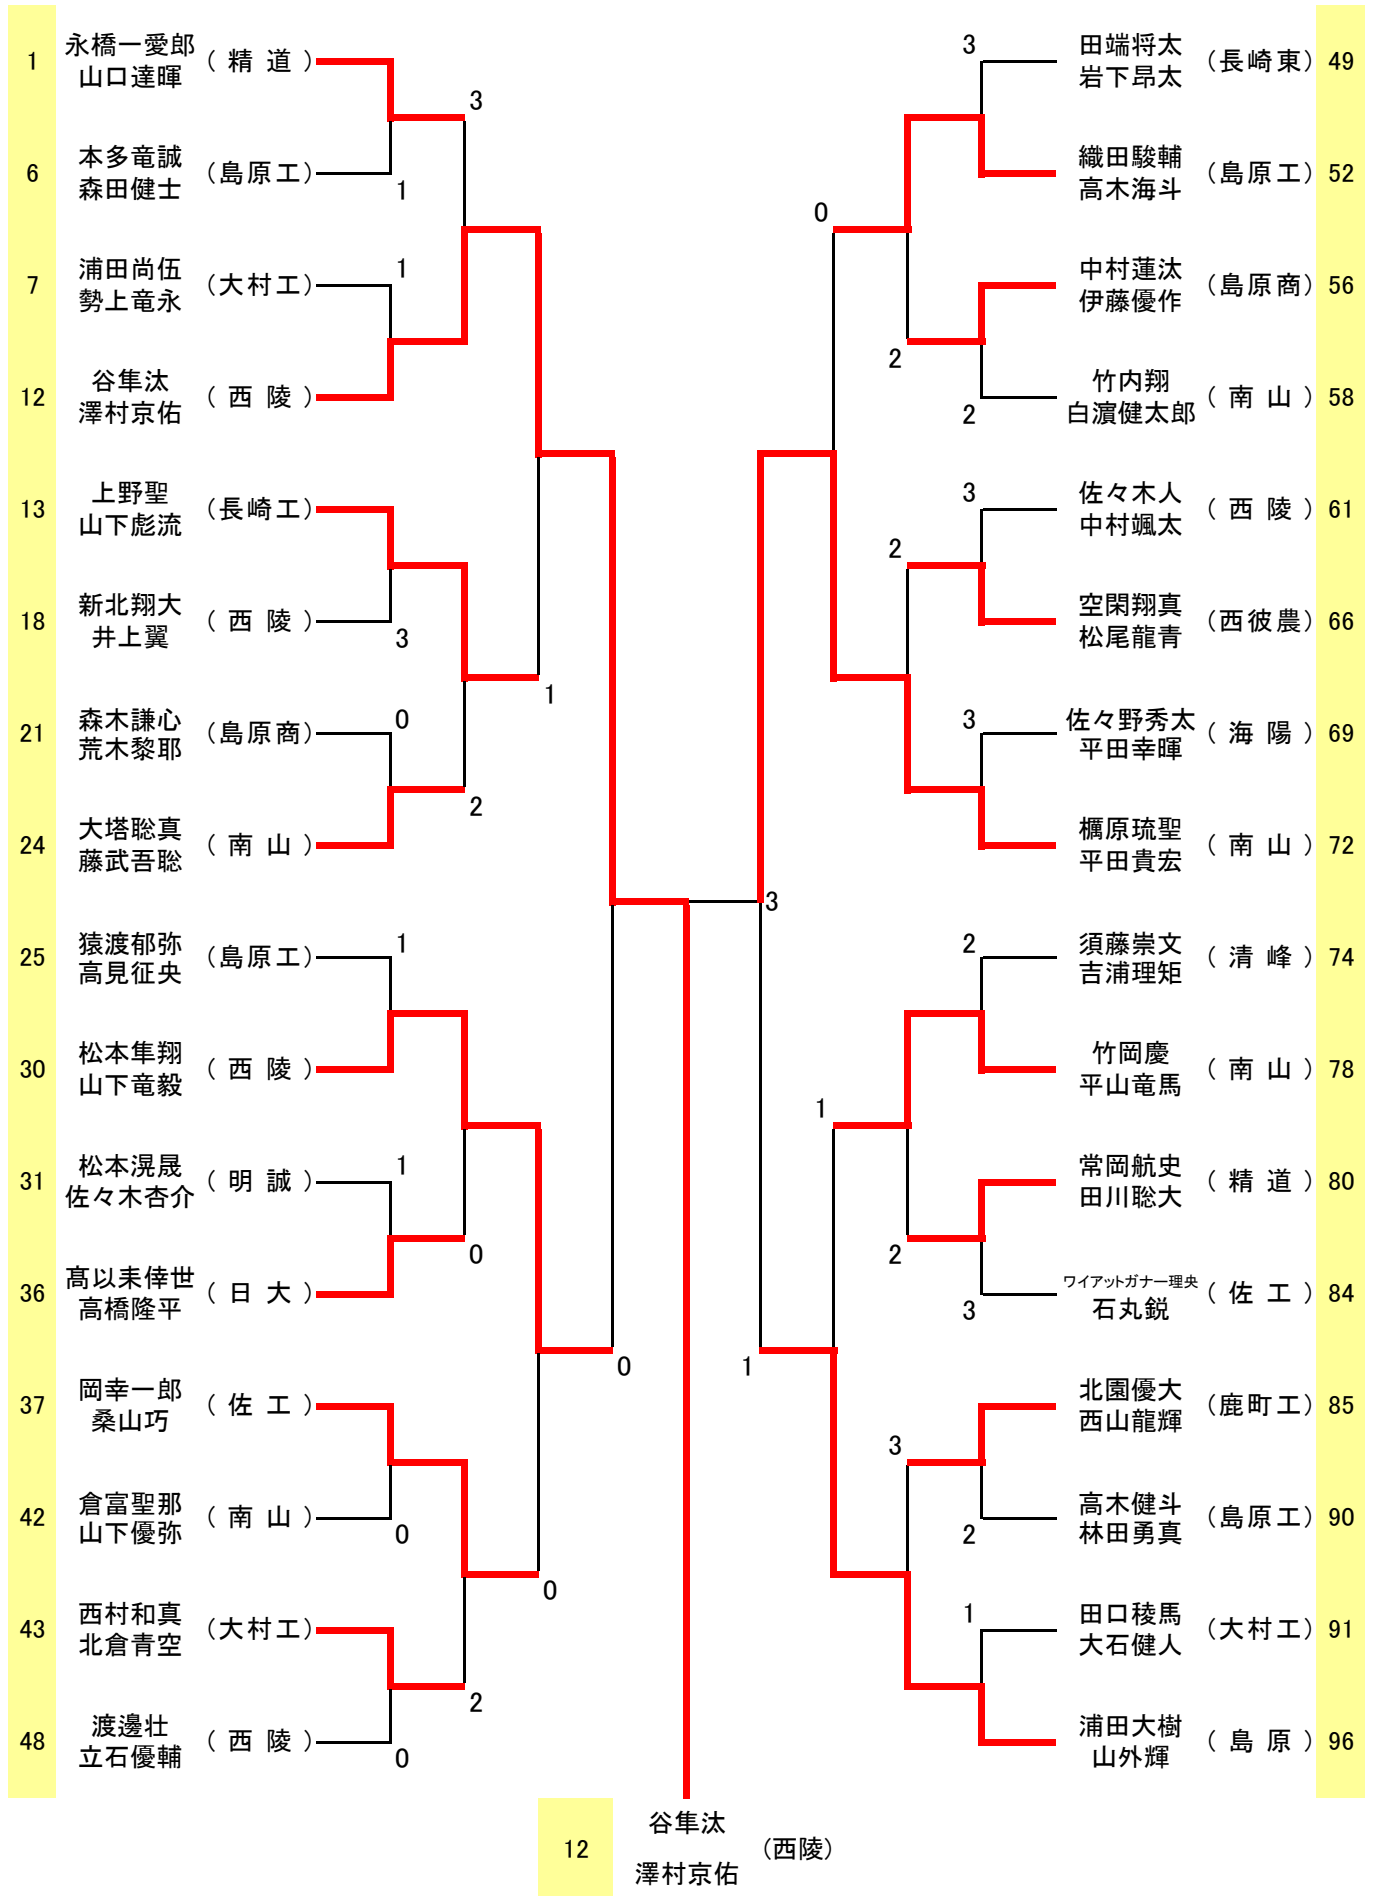 1 永橋一愛郎 山口達暉 (精道)
3
6 本多竜誠 森田健士 (島原工)
1
7 浦田尚伍 勢上竜永 (大村工)
1
12 谷隼汰 澤村京佑 (西陵)
13 上野聖 山下彪流 (長崎工)
18 新北翔大 井上翼 (西陵)
3
1
21 森木謙心 荒木黎耶 (島原商)
0
2
24 大塔聡真 藤武吾聡 (南山)
25 猿渡郁弥 高見征央 (島原工)
1
30 松本隼翔 山下竜毅 (西陵)
31 松本滉晟 佐々木杏介 (明誠)
1
0
36 髙以耒倖世 高橋隆平 (日大)
0
37 岡幸一郎 桑山巧 (佐工)
42 倉富聖那 山下優弥 (南山)
0
0
43 西村和真 北倉青空 (大村工)
2
48 渡邊壮 立石優輔 (西陵)
0
3
田端将太 岩下昂太 (長崎東) 49
織田駿輔 高木海斗 (島原工) 52
0
中村蓮汰 伊藤優作 (島原商) 56
2
竹内翔 白濵健太郎 (南山) 58
2
3
佐々木人 中村颯太 (西陵) 61
2
空閑翔真 松尾龍青 (西彼農) 66
3
佐々野秀太 平田幸暉 (海陽) 69
櫔原琉聖 平田貴宏 (南山) 72
3
2
須藤崇文 吉浦理矩 (清峰) 74
竹岡慶 平山竜馬 (南山) 78
1
常岡航史 田川聡大 (精道) 80
2
ワイアットガナー理央 石丸鋭 (佐工) 84
3
1
北園優大 西山龍輝 (鹿町工) 85
3
高木健斗 林田勇真 (島原工) 90
2
1
田口稜馬 大石健人 (大村工) 91
浦田大樹 山外輝 (島原) 96
12 谷隼汰 澤村京佑 (西陵)